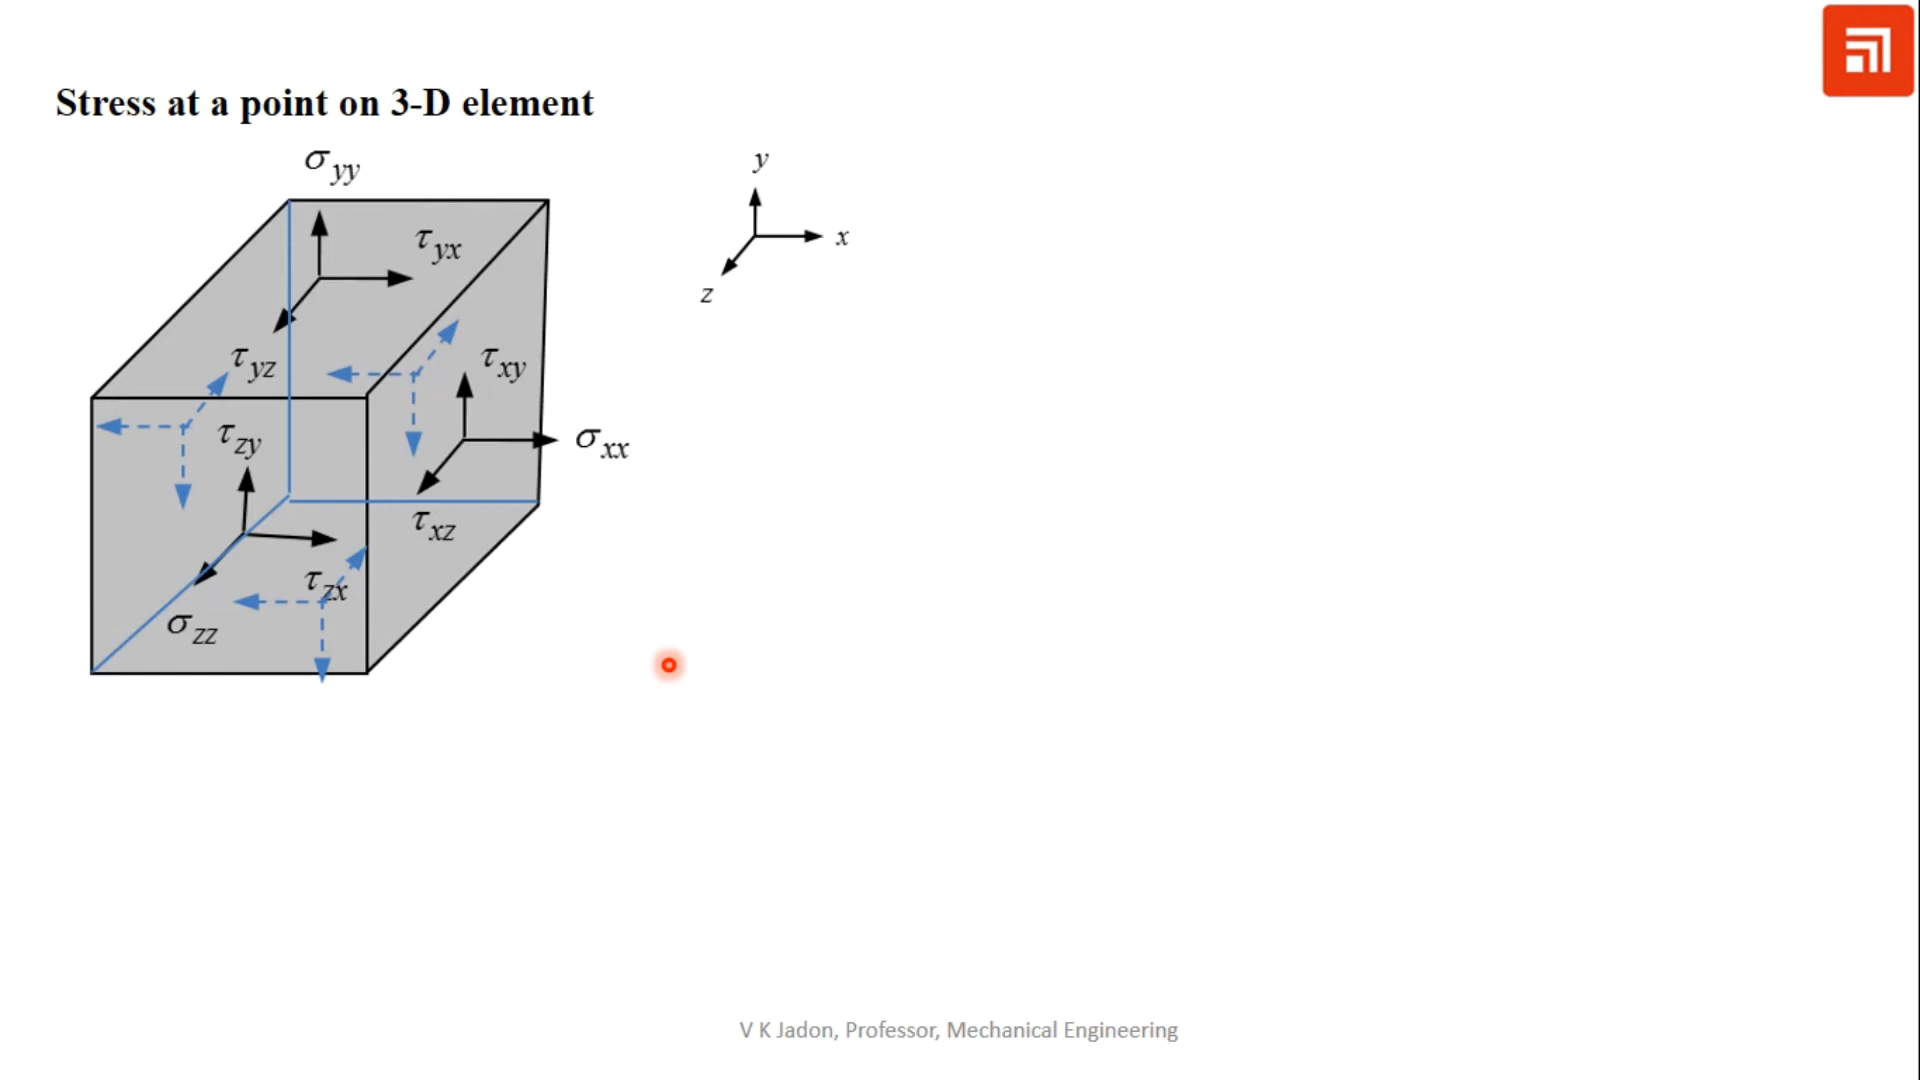 Stress at a point on 3-D element
σyy
y
τyx
x
z
τyz
τxy
τzy
σxx
τxz
τzx
σzz
V K Jadon, Professor, Mechanical Engineering